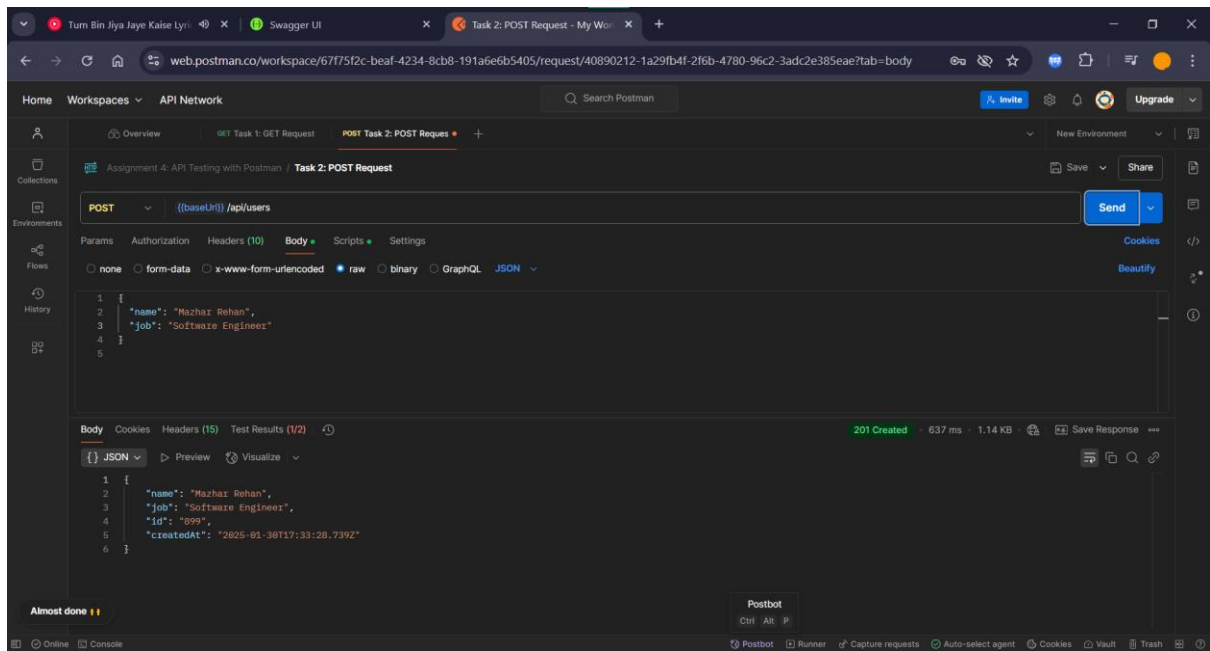 Tum Bin Jiya Jaye Kaise Lyri
Swagger UI
Task 2: POST Request - My Wor
web.postman.co/workspace/67f75f2c-beaf-4234-8cb8-191a6e6b5405/request/40890212-1a29fb4f-2f6b-4780-96c2-3adc2e385eae?tab=body
Home Workspaces API Network Search Postman Invite Upgrade
Overview GET Task 1: GET Request POST Task 2: POST Reques New Environment
Assignment 4: API Testing with Postman / Task 2: POST Request Save Share
Collections
POST {{baseUrl}} /api/users Send
Environments
Params Authorization Headers (10) Body Scripts Settings Cookies
Flows
none form-data x-www-form-urlencoded raw binary GraphQL JSON Beautify
History
1 {
2 "name": "Mazhar Rehan",
3 "job": "Software Engineer"
4 }
5
Body Cookies Headers (15) Test Results (1/2) 201 Created 637 ms 1.14 KB Save Response
{} JSON Preview Visualize
1 {
2 "name": "Mazhar Rehan",
3 "job": "Software Engineer",
4 "id": "899",
5 "createdAt": "2025-01-30T17:33:28.739Z"
6 }
Almost done
Postbot
Ctrl Alt P
Online Console Postbot Runner Capture requests Auto-select agent Cookies Vault Trash